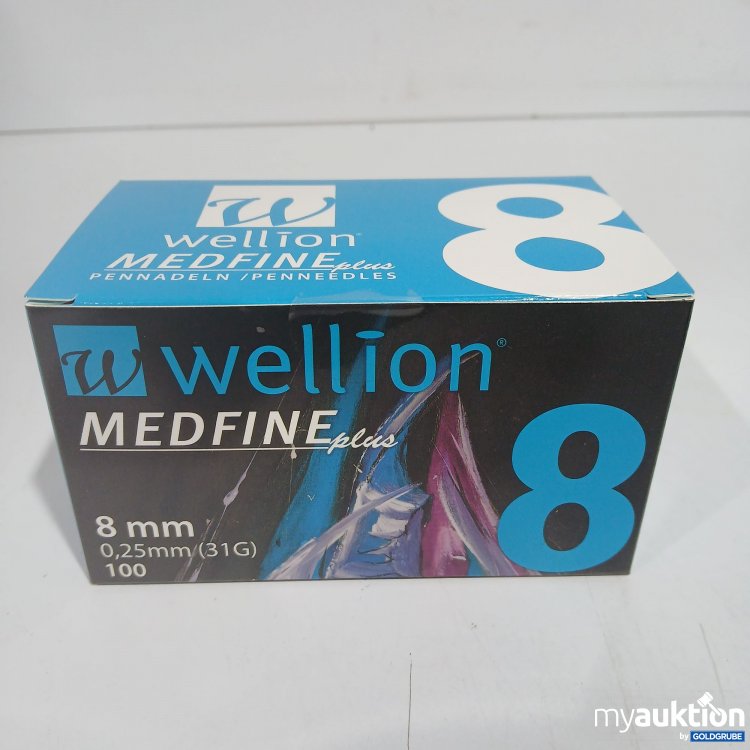 w
wellion®
MEDFINE plus
PENNADELN /PENNEEDLES
8
w wellion®
MEDFINE plus
8 mm
0,25mm (31G)
100
8
myauktion
by GOLDGRUBE